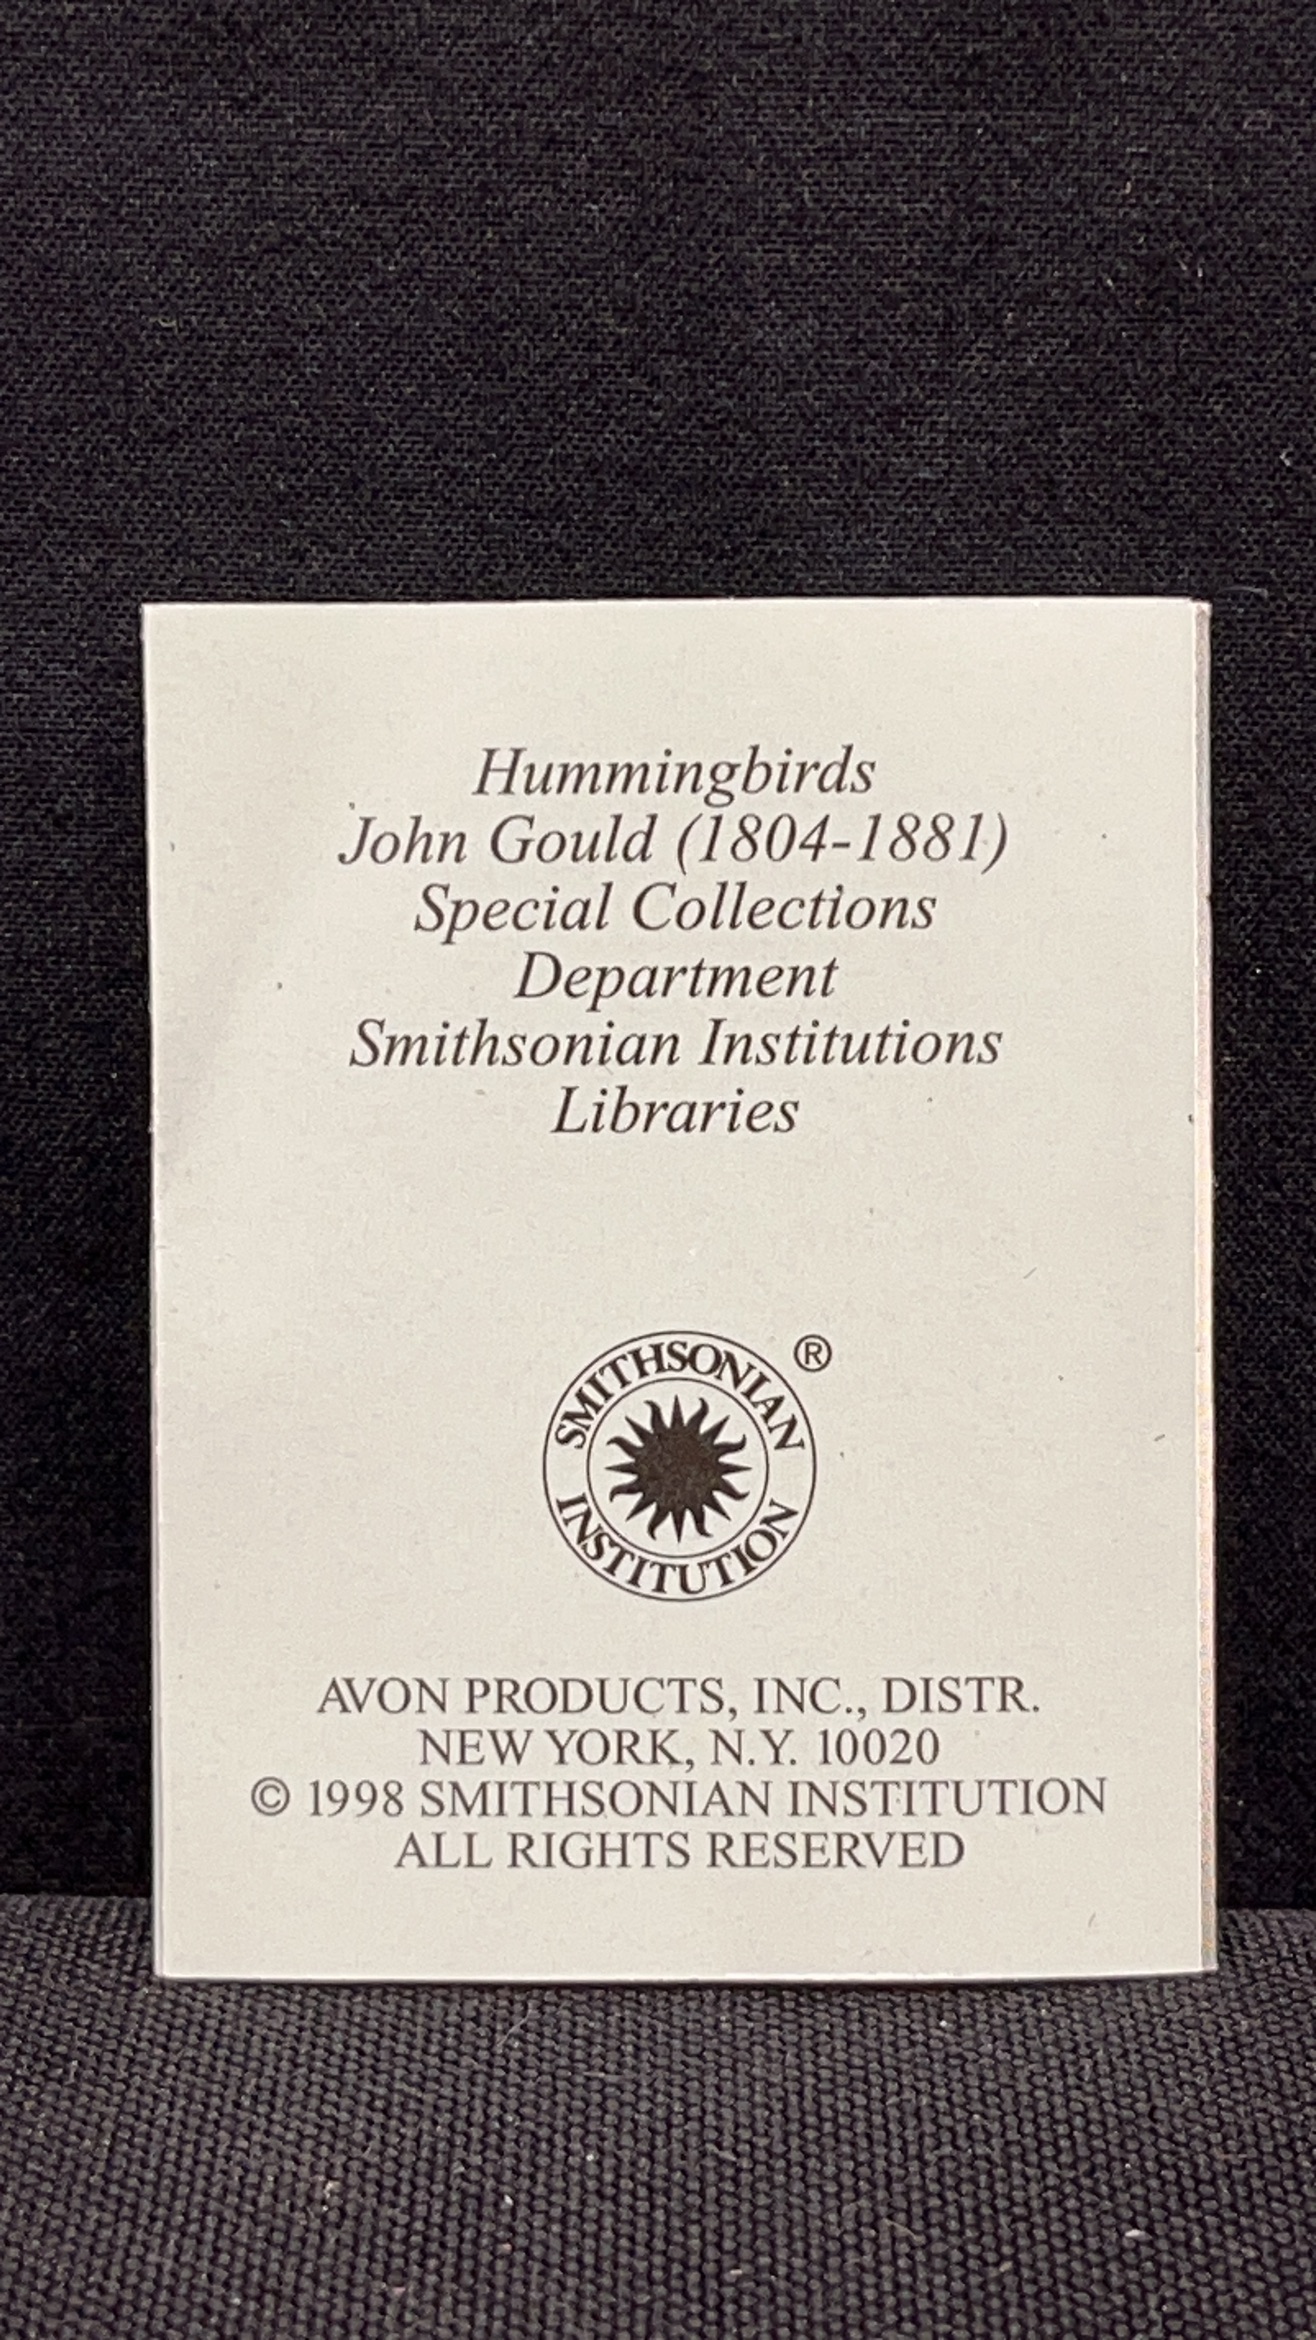 Hummingbirds
John Gould (1804-1881)
Special Collections
Department
Smithsonian Institutions
Libraries
®
SMITHSONIAN
INSTITUTION
AVON PRODUCTS, INC., DISTR.
NEW YORK, N.Y. 10020
© 1998 SMITHSONIAN INSTITUTION
ALL RIGHTS RESERVED